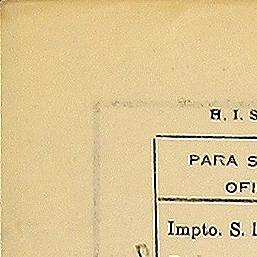 H. I. S
PARA S
OFI
Impto. S. I